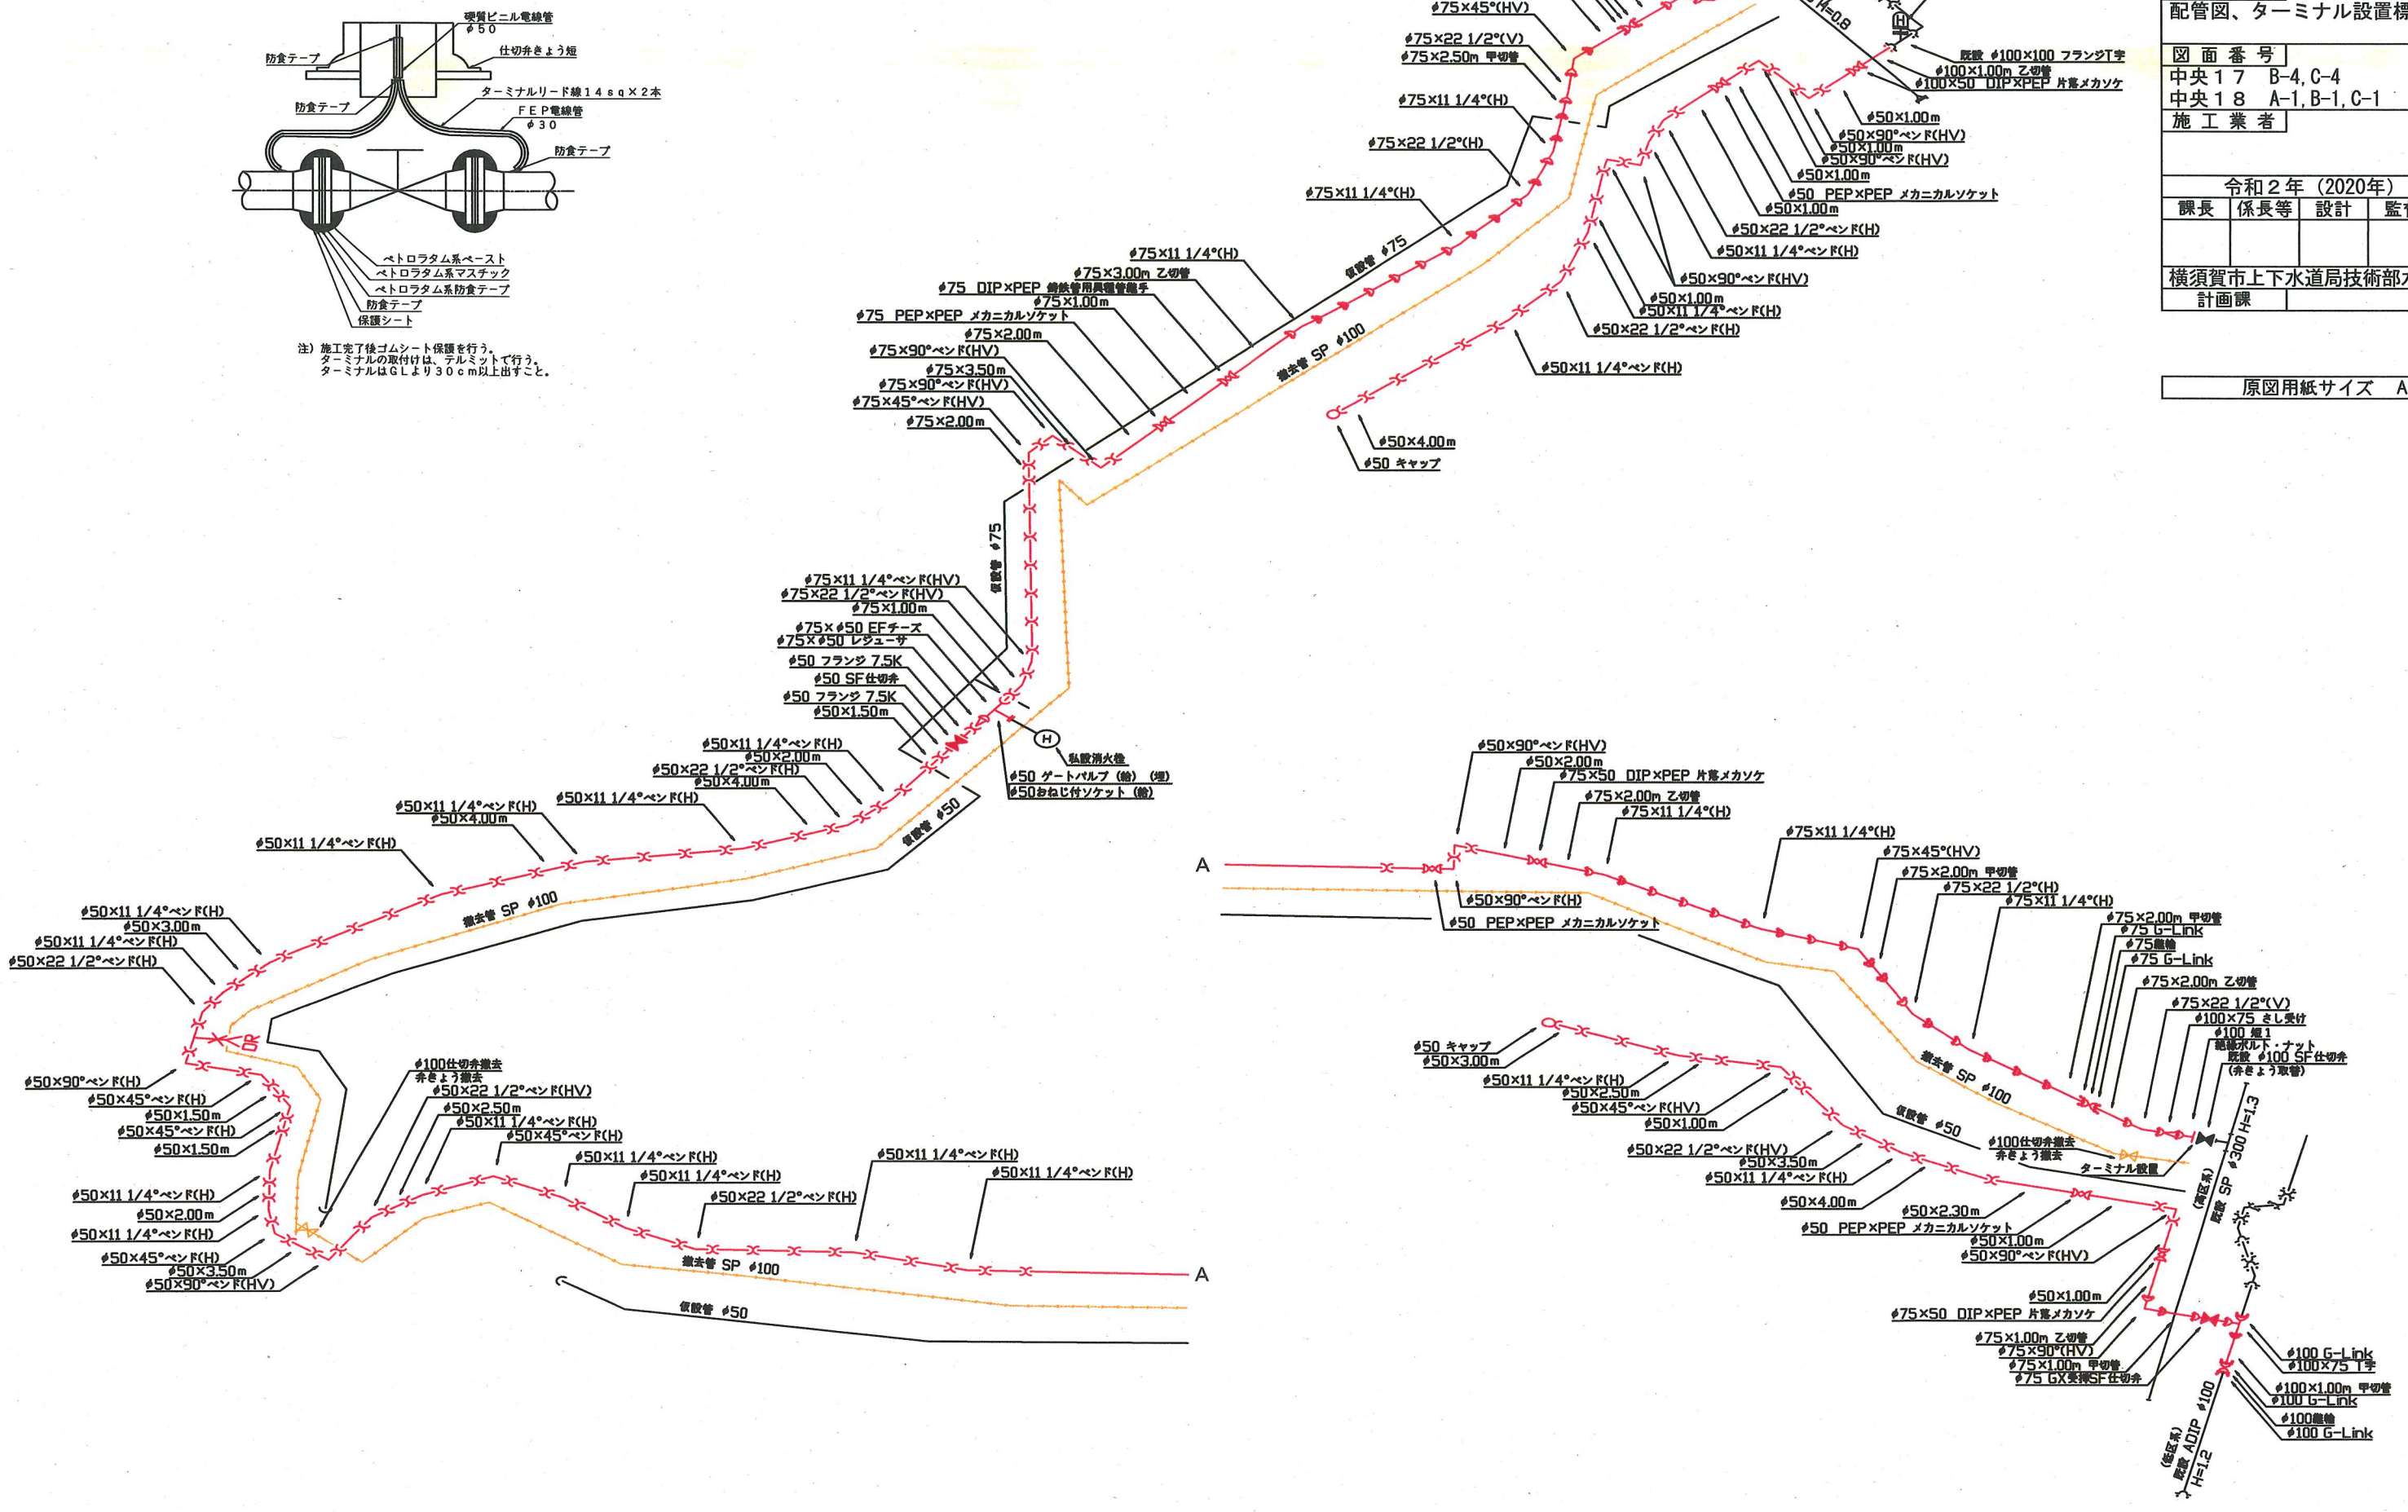 硬質ビニル電線管
φ50
仕切弁きょう短
防食テープ
防食テープ
ターミナルリード線14sq×2本
FEP電線管
φ30
防食テープ
ペトロラタム系ペースト
ペトロラタム系マスチック
ペトロラタム系防食テープ
防食テープ
保護シート
注) 施工完了後ゴムシート保護を行う。
ターミナルの取付けは、テルミットで行う。
ターミナルはGLより30cm以上出すこと。
φ75×45°(HV)
φ75×22 1/2°(V)
φ75×2.50m 甲切管
φ75×11 1/4°(H)
φ75×22 1/2°(H)
φ75×11 1/4°(H)
φ75×11 1/4°(H)
φ75×3.00m 乙切管
φ75 DIP×PEP 鋳鉄管用異種管継手
φ75×1.00m
φ75 PEP×PEP メカニカルソケット
φ75×2.00m
φ75×90°ベンド(HV)
φ75×3.50m
φ75×90°ベンド(HV)
φ75×45°ベンド(HV)
φ75×2.00m
仮設管 φ75
撤去管 SP φ100
H=0.8
H
既設 φ100×100 フランジT字
φ100×1.00m 乙切管
φ100×50 DIP×PEP 片落メカソケ
φ50×1.00m
φ50×90°ベンド(HV)
φ50×1.00m
φ50×90°ベンド(HV)
φ50×1.00m
φ50 PEP×PEP メカニカルソケット
φ50×1.00m
φ50×22 1/2°ベンド(H)
φ50×11 1/4°ベンド(H)
φ50×90°ベンド(HV)
φ50×1.00m
φ50×11 1/4°ベンド(H)
φ50×22 1/2°ベンド(H)
φ50×11 1/4°ベンド(H)
φ50×4.00m
φ50 キャップ
配管図、ターミナル設置標
図面番号
中央17 B-4,C-4
中央18 A-1,B-1,C-1
施工業者
令和2年(2020年)
課長 係長等 設計
横須賀市上下水道局技術部
計画課
原図用紙サイズ A
仮設管 φ75
φ75×11 1/4°ベンド(HV)
φ75×22 1/2°ベンド(HV)
φ75×1.00m
φ75×φ50 EFチーズ
φ75×φ50 レジューサ
φ50 フランジ 7.5K
φ50 SF仕切弁
φ50 フランジ 7.5K
φ50×1.50m
H
私設消火栓
φ50 ゲートバルブ (給) (埋)
φ50おねじ付ソケット (給)
φ50×11 1/4°ベンド(H)
φ50×2.00m
φ50×22 1/2°ベンド(H)
φ50×4.00m
φ50×11 1/4°ベンド(H)
φ50×11 1/4°ベンド(H)
φ50×4.00m
φ50×11 1/4°ベンド(H)
仮設管 φ50
撤去管 SP φ100
φ50×11 1/4°ベンド(H)
φ50×3.00m
φ50×11 1/4°ベンド(H)
φ50×22 1/2°ベンド(H)
DR
φ50×90°ベンド(H)
φ50×45°ベンド(H)
φ50×1.50m
φ50×45°ベンド(H)
φ50×1.50m
φ50×11 1/4°ベンド(H)
φ50×2.00m
φ50×11 1/4°ベンド(H)
φ50×45°ベンド(H)
φ50×3.50m
φ50×90°ベンド(HV)
φ100仕切弁撤去
弁きょう撤去
φ50×22 1/2°ベンド(HV)
φ50×2.50m
φ50×11 1/4°ベンド(H)
φ50×45°ベンド(H)
φ50×11 1/4°ベンド(H)
φ50×11 1/4°ベンド(H)
φ50×22 1/2°ベンド(H)
φ50×11 1/4°ベンド(H)
φ50×11 1/4°ベンド(H)
撤去管 SP φ100
仮設管 φ50
A
A
φ50×90°ベンド(HV)
φ50×2.00m
φ75×50 DIP×PEP 片落メカソケ
φ75×2.00m 乙切管
φ75×11 1/4°(H)
φ50×90°ベンド(H)
φ50 PEP×PEP メカニカルソケット
φ75×11 1/4°(H)
φ75×45°(HV)
φ75×2.00m 甲切管
φ75×22 1/2°(H)
φ75×11 1/4°(H)
φ75×2.00m 甲切管
φ75 G-Link
φ75継輪
φ75 G-Link
φ75×2.00m 乙切管
φ75×22 1/2°(V)
φ100×75 さし受け
φ100 短1
絶縁ボルト・ナット
既設 φ100 SF仕切弁
(弁きょう取替)
撤去管 SP φ100
仮設管 φ50
φ100仕切弁撤去
弁きょう撤去
ターミナル設置
(高区系)
既設 SP φ300 H=1.3
φ50 キャップ
φ50×3.00m
φ50×11 1/4°ベンド(H)
φ50×2.50m
φ50×45°ベンド(HV)
φ50×1.00m
φ50×22 1/2°ベンド(HV)
φ50×3.50m
φ50×11 1/4°ベンド(H)
φ50×4.00m
φ50×2.30m
φ50 PEP×PEP メカニカルソケット
φ50×1.00m
φ50×90°ベンド(HV)
φ50×1.00m
φ75×50 DIP×PEP 片落メカソケ
φ75×1.00m 乙切管
φ75×90°(HV)
φ75×1.00m 甲切管
φ75 GX受挿SF仕切弁
φ100 G-Link
φ100×75 T字
φ100×1.00m 甲切管
φ100 G-Link
φ100継輪
φ100 G-Link
(低区系)
既設 ADIP φ100
H=1.2